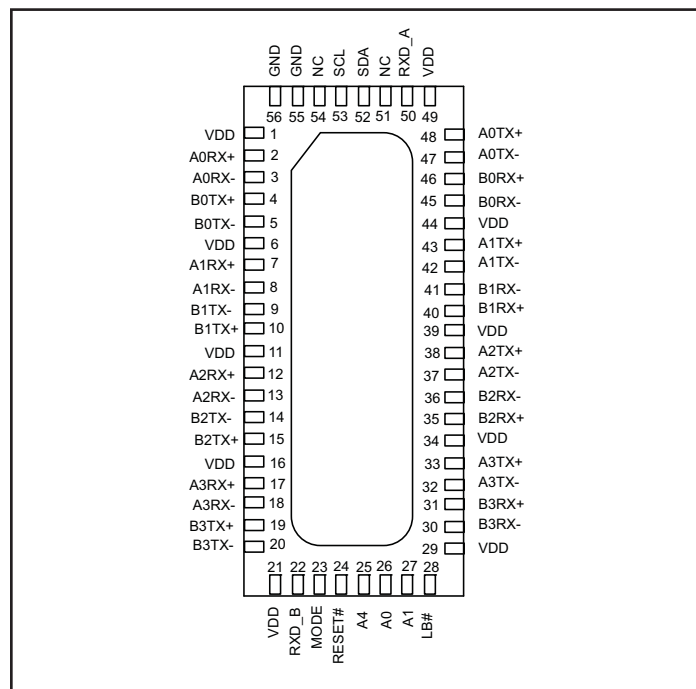 GND GND NC SCL SDA NC RXD_A VDD
56 55 54 53 52 51 50 49
VDD 1 48 A0TX+
A0RX+ 2 47 A0TX-
A0RX- 3 46 B0RX+
B0TX+ 4 45 B0RX-
B0TX- 5 44 VDD
VDD 6 43 A1TX+
A1RX+ 7 42 A1TX-
A1RX- 8 41 B1RX-
B1TX- 9 40 B1RX+
B1TX+ 10 39 VDD
VDD 11 38 A2TX+
A2RX+ 12 37 A2TX-
A2RX- 13 36 B2RX-
B2TX- 14 35 B2RX+
B2TX+ 15 34 VDD
VDD 16 33 A3TX+
A3RX+ 17 32 A3TX-
A3RX- 18 31 B3RX+
B3TX+ 19 30 B3RX-
B3TX- 20 29 VDD
21 22 23 24 25 26 27 28
VDD RXD_B MODE RESET# A4 A0 A1 LB#